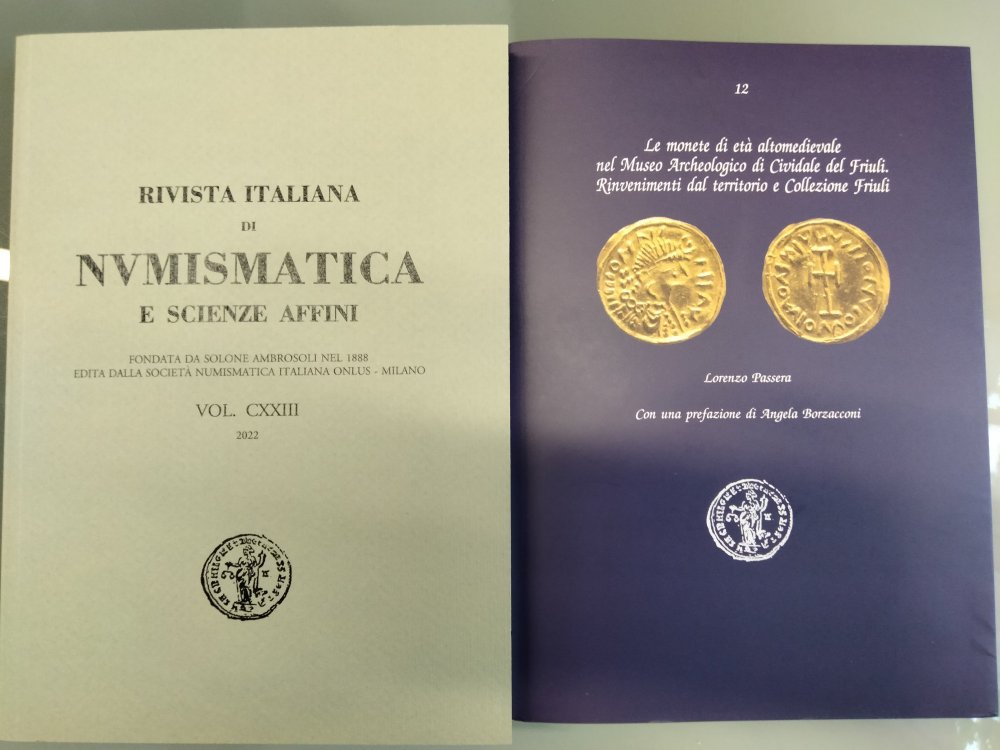 RIVISTA ITALIANA
DI
NVMISMATICA
E SCIENZE AFFINI
FONDATA DA SOLONE AMBROSOLI NEL 1888
EDITA DALLA SOCIETÀ NUMISMATICA ITALIANA ONLUS - MILANO
VOL. CXXIII
2022
12
Le monete di età altomedievale
nel Museo Archeologico di Cividale del Friuli.
Rinvenimenti dal territorio e Collezione Friuli
Lorenzo Passera
Con una prefazione di Angela Borzacconi